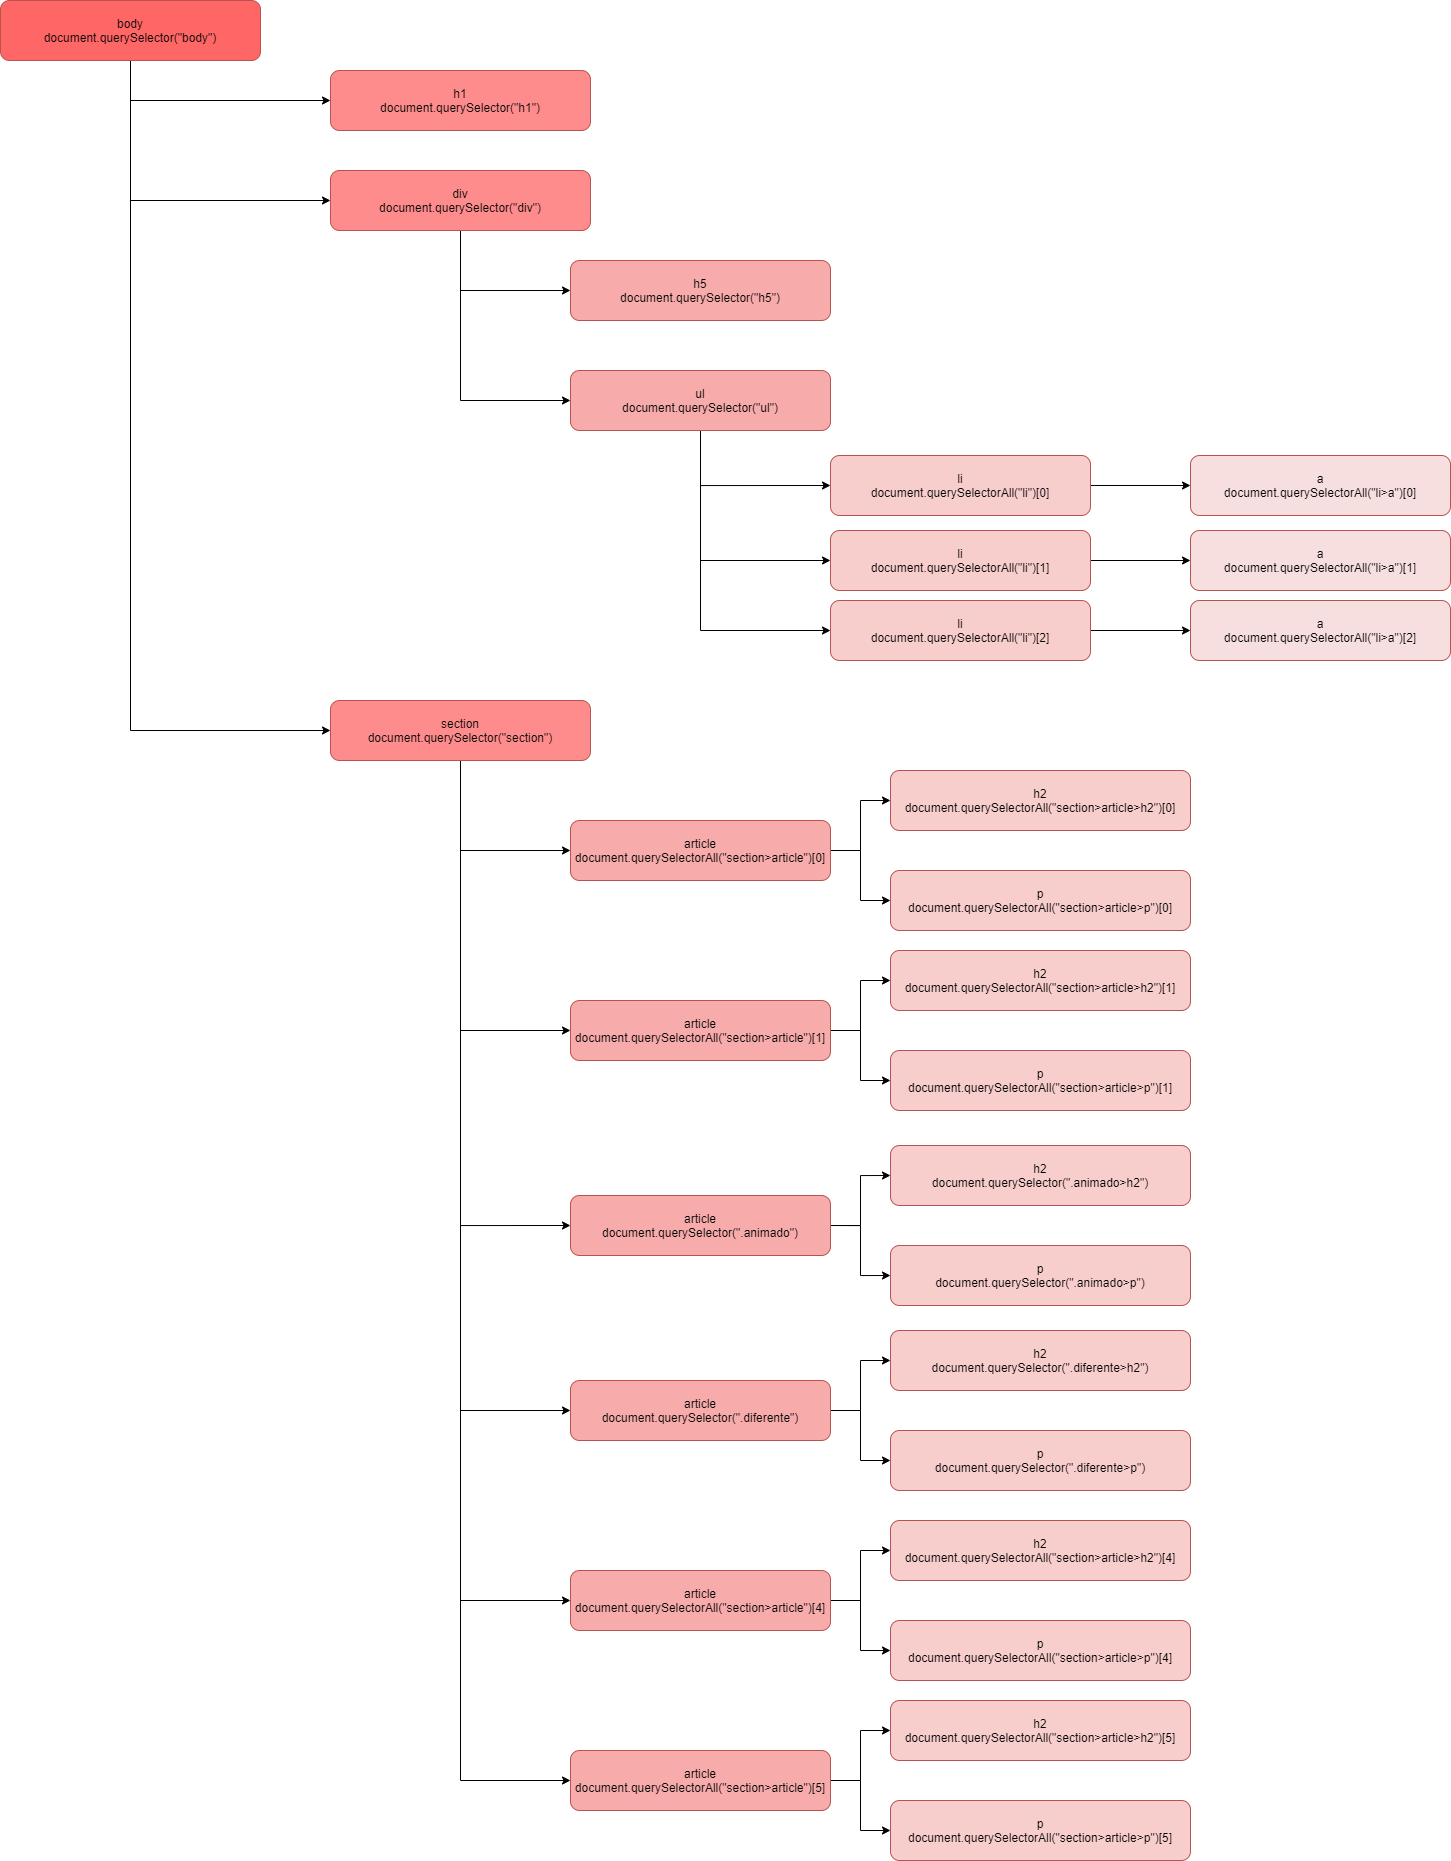 body
document.querySelector("body")
h1
document.querySelector("h1")
div
document.querySelector("div")
h5
document.querySelector("h5")
ul
document.querySelector("ul")
li
document.querySelectorAll("li")[0]
a
document.querySelectorAll("li>a")[0]
li
document.querySelectorAll("li")[1]
a
document.querySelectorAll("li>a")[1]
li
document.querySelectorAll("li")[2]
a
document.querySelectorAll("li>a")[2]
section
document.querySelector("section")
article
document.querySelectorAll("section>article")[0]
h2
document.querySelectorAll("section>article>h2")[0]
p
document.querySelectorAll("section>article>p")[0]
article
document.querySelectorAll("section>article")[1]
h2
document.querySelectorAll("section>article>h2")[1]
p
document.querySelectorAll("section>article>p")[1]
article
document.querySelector(".animado")
h2
document.querySelector(".animado>h2")
p
document.querySelector(".animado>p")
article
document.querySelector(".diferente")
h2
document.querySelector(".diferente>h2")
p
document.querySelector(".diferente>p")
article
document.querySelectorAll("section>article")[4]
h2
document.querySelectorAll("section>article>h2")[4]
p
document.querySelectorAll("section>article>p")[4]
article
document.querySelectorAll("section>article")[5]
h2
document.querySelectorAll("section>article>h2")[5]
p
document.querySelectorAll("section>article>p")[5]